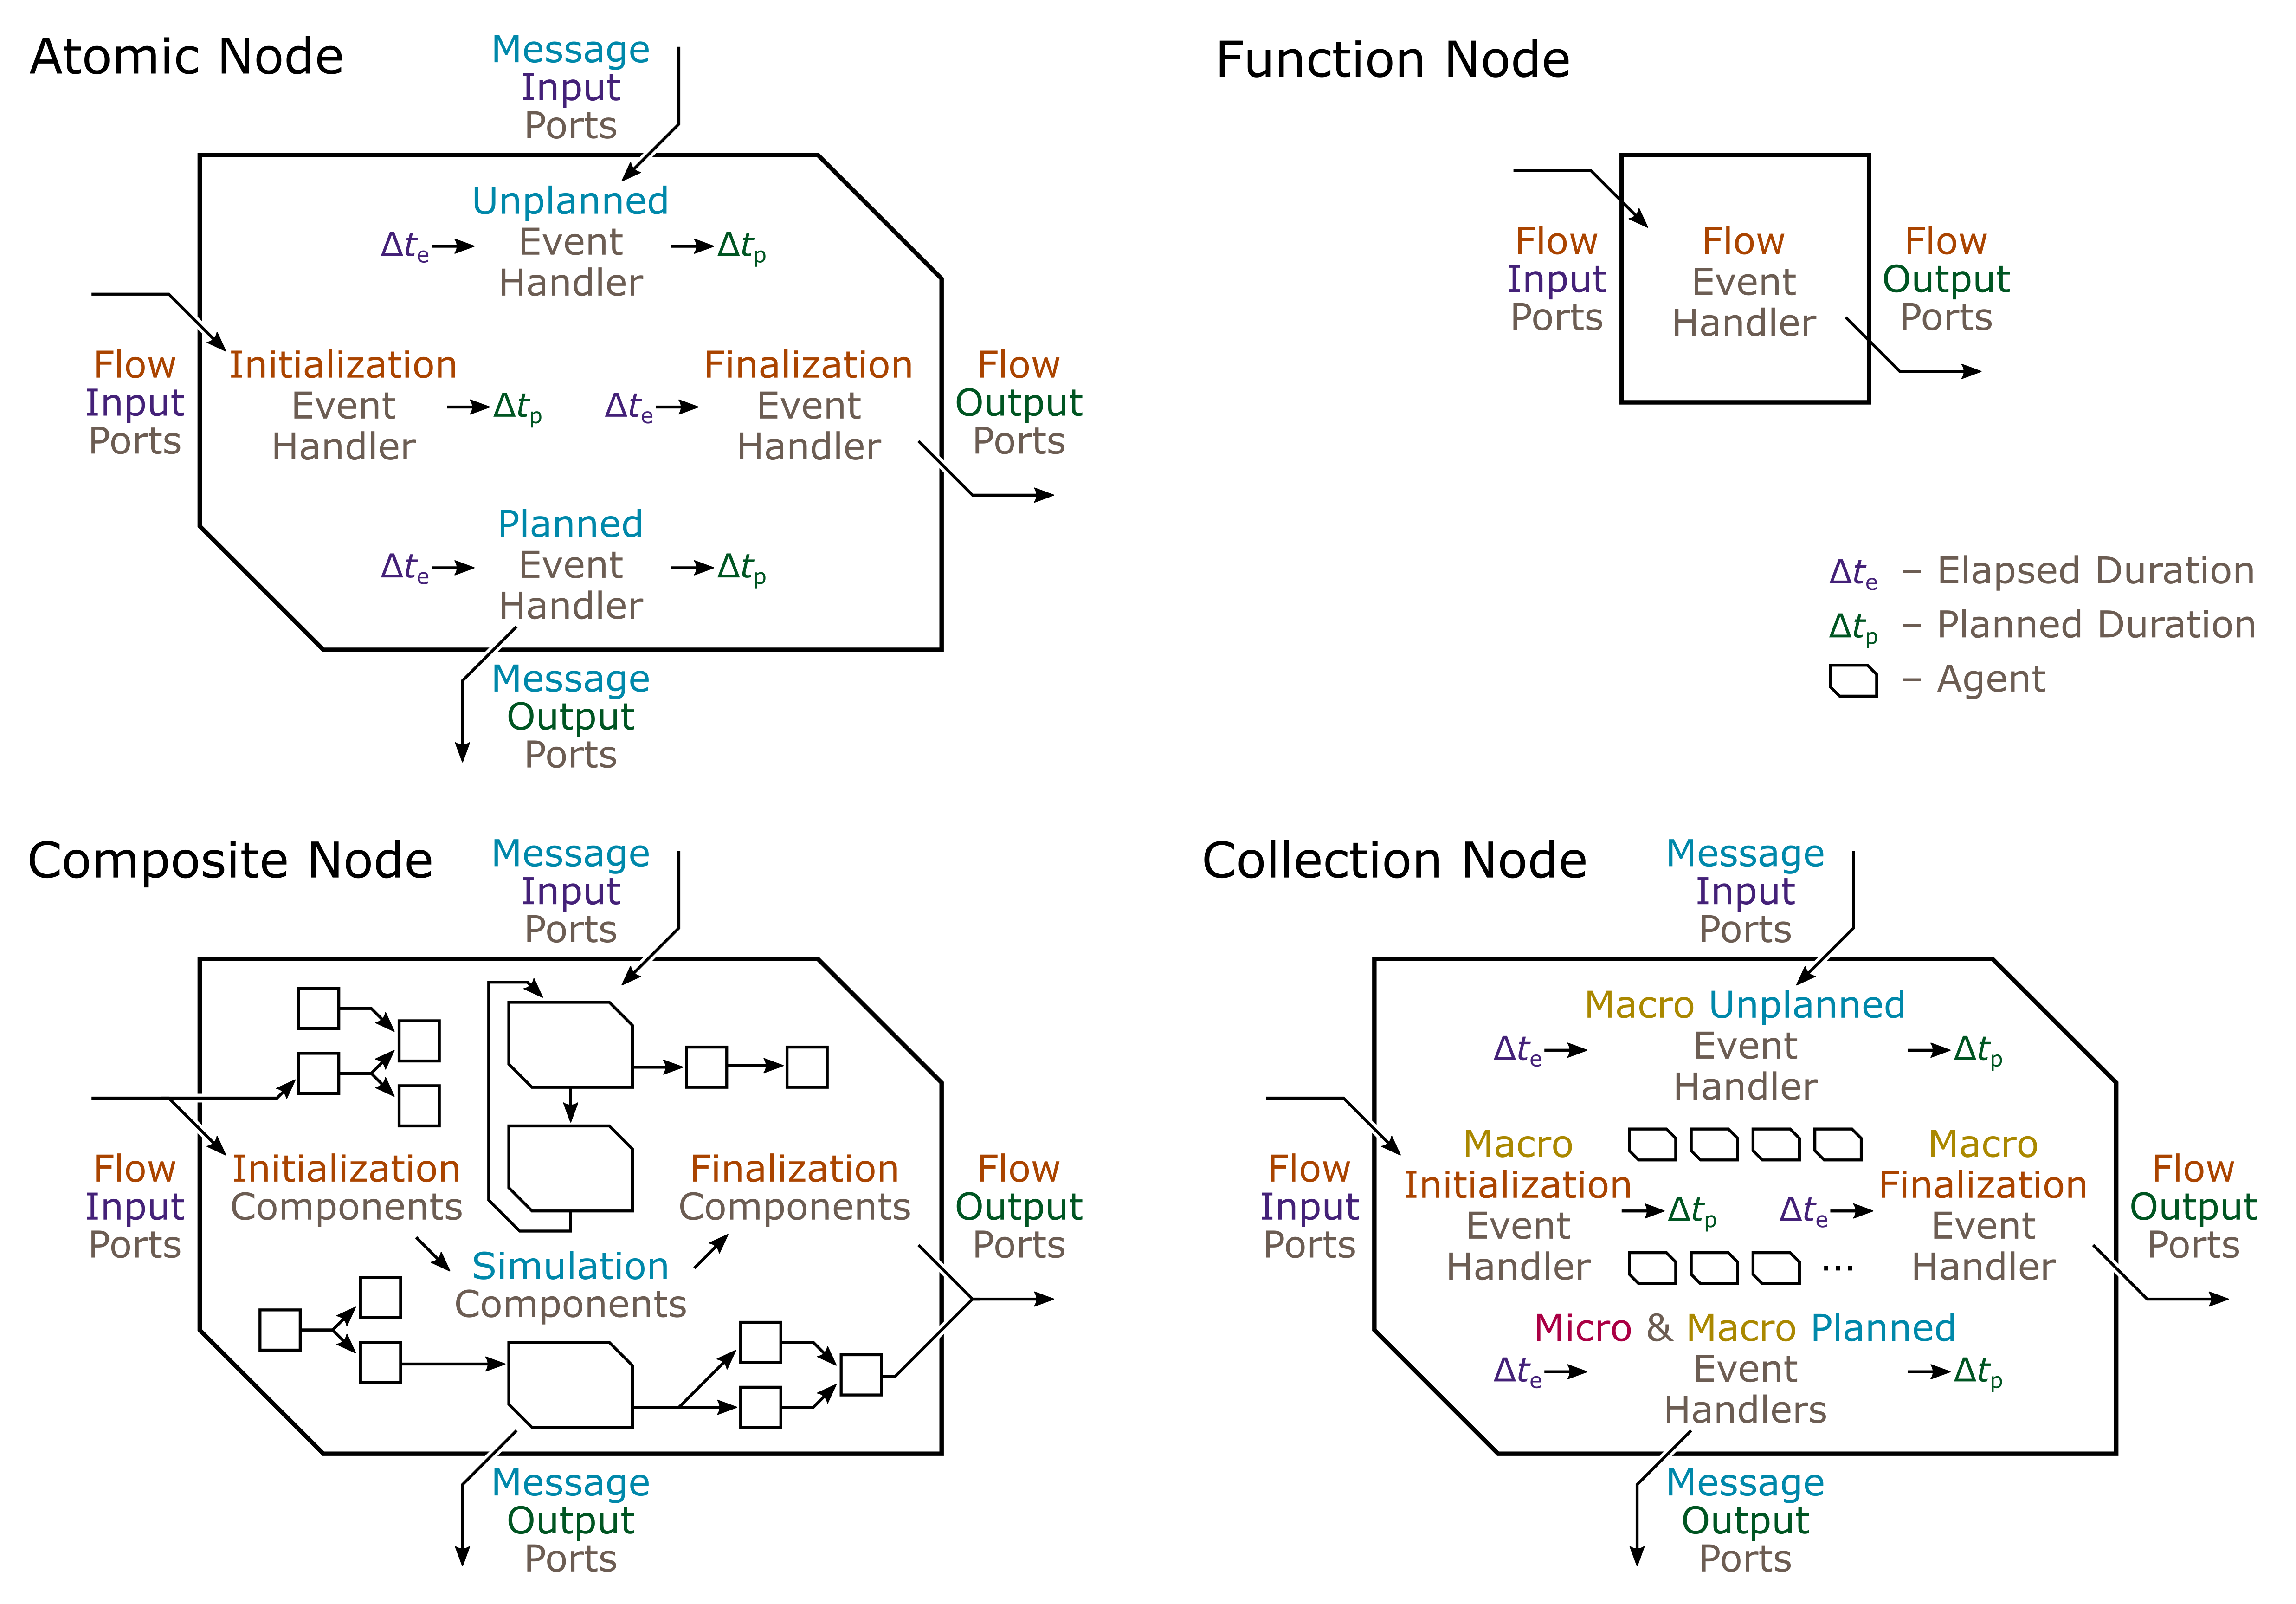 Atomic Node
Message
Input
Ports
Unplanned
Δte
Event
Δtp
Handler
Flow
Input
Ports
Initialization
Event
Handler
Δtp
Δte
Finalization
Event
Handler
Flow
Output
Ports
Planned
Δte
Event
Δtp
Handler
Message
Output
Ports
Function Node
Flow
Input
Ports
Flow
Event
Handler
Flow
Output
Ports
Δte – Elapsed Duration
Δtp – Planned Duration
– Agent
Composite Node
Message
Input
Ports
Flow
Input
Ports
Initialization
Components
Simulation
Components
Finalization
Components
Flow
Output
Ports
Message
Output
Ports
Collection Node
Message
Input
Ports
Macro Unplanned
Δte
Event
Δtp
Handler
Flow
Input
Ports
Macro
Initialization
Event
Handler
Δtp
Δte
...
Macro
Finalization
Event
Handler
Flow
Output
Ports
Micro & Macro Planned
Δte
Event
Δtp
Handlers
Message
Output
Ports